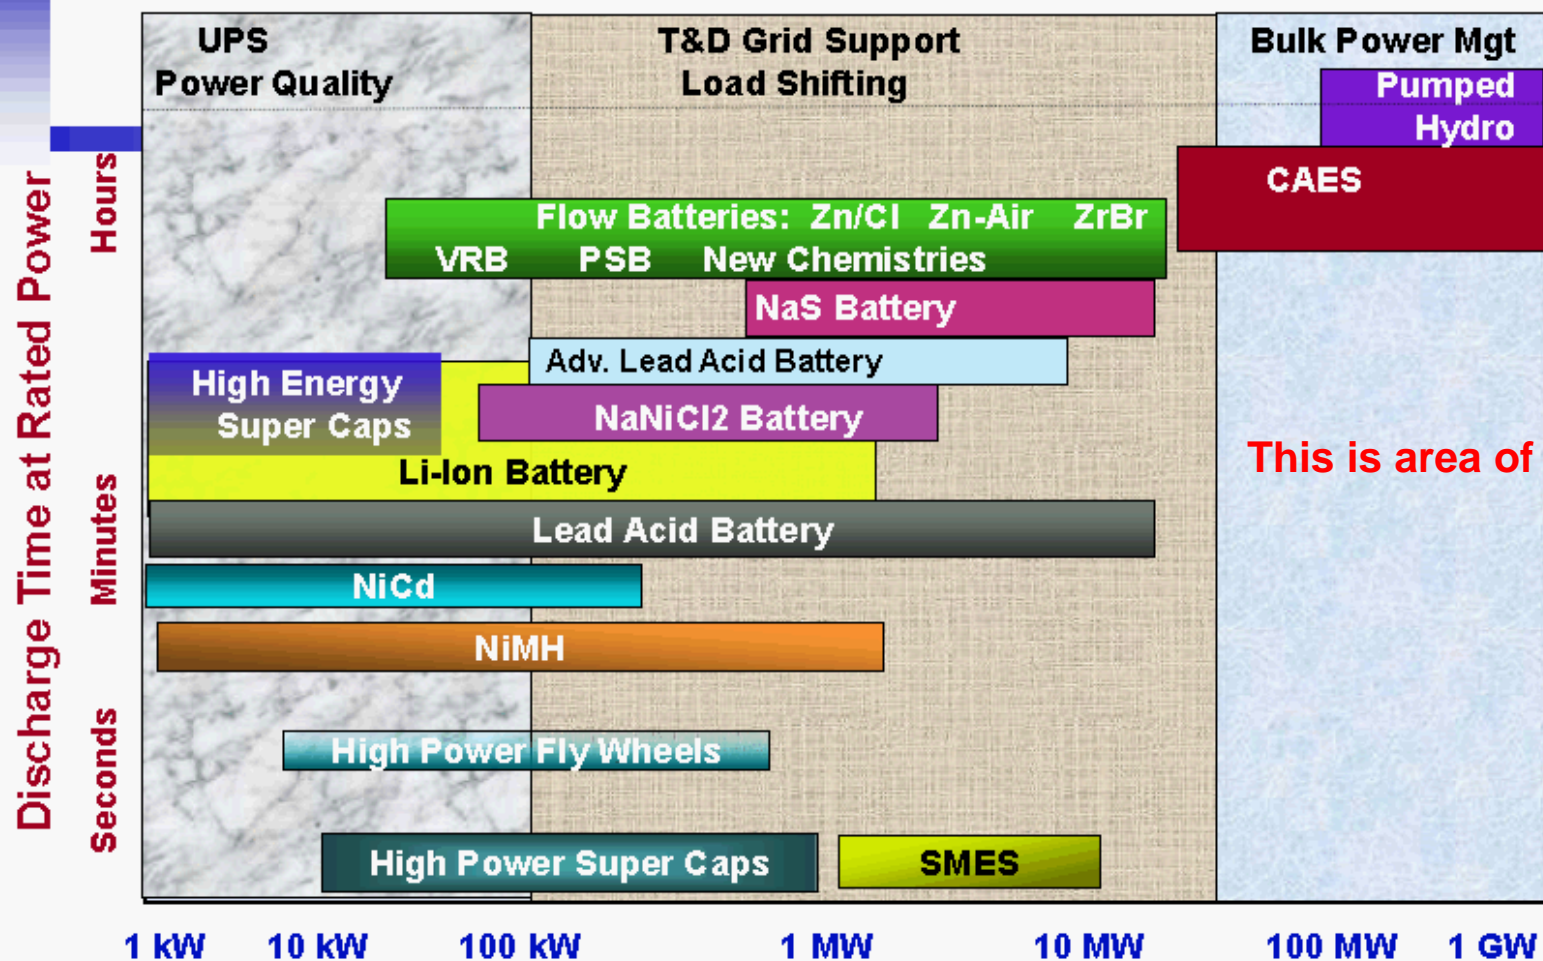 UPS
Power Quality
T&D Grid Support
Load Shifting
Bulk Power Mgt
Pumped
Hydro
CAES
Flow Batteries: Zn/Cl Zn-Air ZrBr
VRB PSB New Chemistries
NaS Battery
Adv. Lead Acid Battery
High Energy
Super Caps
NaNiCl2 Battery
Li-Ion Battery
This is area of
Lead Acid Battery
NiCd
NiMH
High Power Fly Wheels
High Power Super Caps
SMES
Discharge Time at Rated Power
Hours
Minutes
Seconds
1 kW 10 kW 100 kW 1 MW 10 MW 100 MW 1 GW